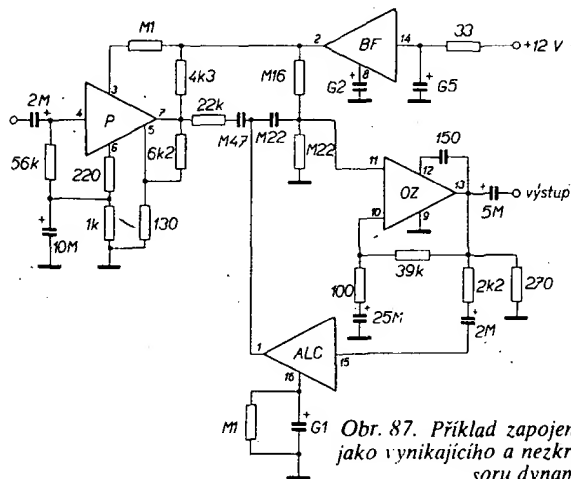 M1
2
BF
14
33
+12 V
3
4k3
M16
8
G2
G5
2M
4
P
7
22k
M47
M22
5
6
56k
220
6k2
M22
11
150
12
OZ
13
výstup
5M
10
9
10M
1k
130
39k
100
25M
2k2
270
2M
1
ALC
15
16
M1
G1
Obr. 87. Příklad zapojen
jako vynikajícího a nezkr
soru dynam